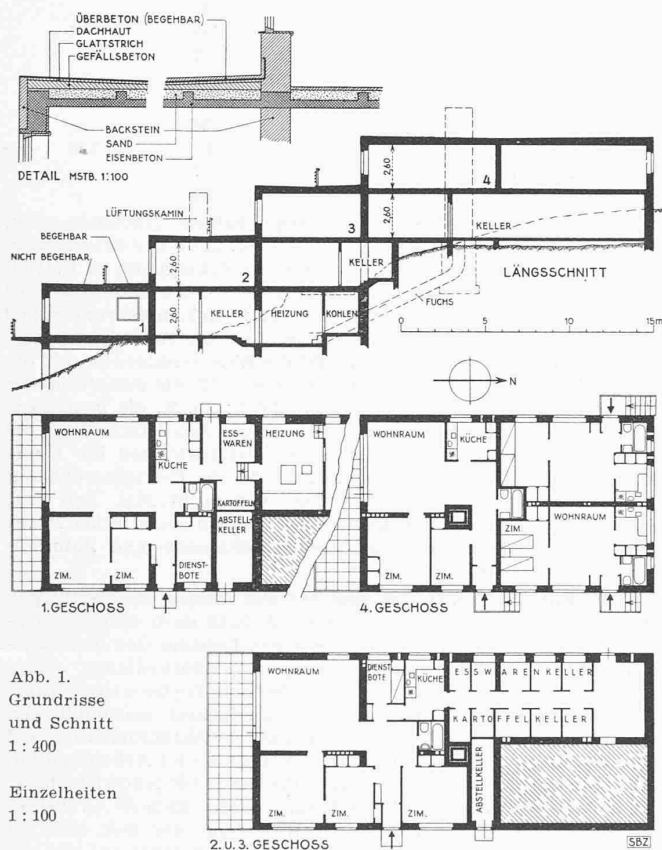 ÜBERBETON (BEGEHBAR)
DACHHAUT
GLATTSTRICH
GEFÄLLSBETON
BACKSTEIN
SAND
EISENBETON
DETAIL MSTB. 1:100
LÜFTUNGSKAMIN
BEGEHBAR
NICHT BEGEHBAR
2,60
4
2,60
3
KELLER
2,60
2
KELLER
LÄNGSSCHNITT
2,60
1
KELLER
HEIZUNG
KOHLEN
FUCHS
0 5 10 15m
N
WOHNRAUM
KÜCHE
ESS-
WAREN
HEIZUNG
KARTOFFELN
ABSTELL-
KELLER
ZIM.
ZIM.
DIENST-
BOTE
1.GESCHOSS
WOHNRAUM
KÜCHE
ZIM.
WOHNRAUM
ZIM.
ZIM.
4.GESCHOSS
Abb. 1.
Grundrisse
und Schnitt
1 : 400
Einzelheiten
1 : 100
WOHNRAUM
DIENST
BOTE
KÜCHE
ESSWARENKELLER
KARTOFFELKELLER
ABSTELLKELLER
ZIM.
ZIM.
ZIM.
2. u. 3. GESCHOSS
SBZ